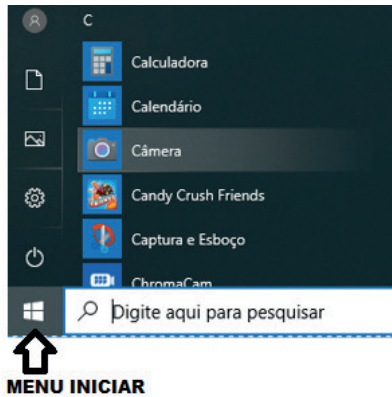 C
Calculadora
Calendário
Câmera
Candy Crush Friends
Captura e Esboço
ChromaCam
Digite aqui para pesquisar
MENU INICIAR